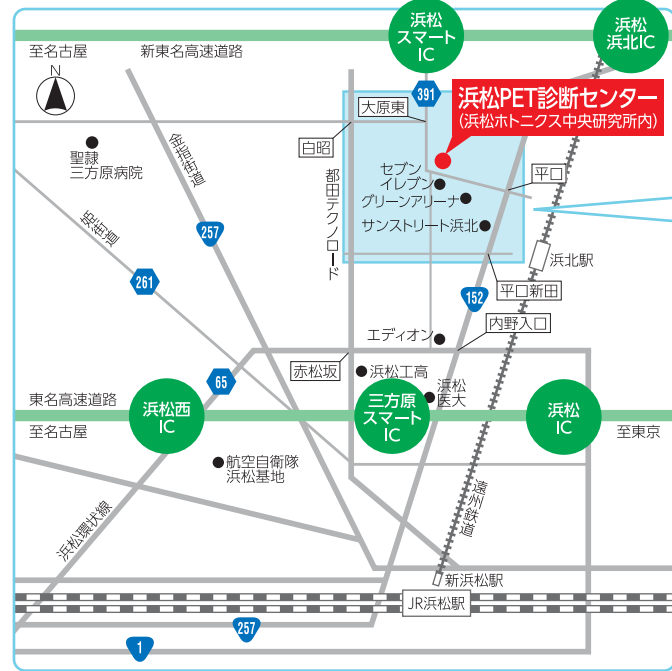 浜松
スマート
IC
浜松
浜北IC
至名古屋
新東名高速道路
N
391
大原東
浜松PET診断センター
(浜松ホトニクス中央研究所内)
白昭
聖隷
三方原病院
金指街道
都田テクノロード
セブン
イレブン
グリーンアリーナ
平口
サンストリート浜北
姫街道
257
261
浜北駅
152
平口新田
内野入口
エディオン
赤松坂
浜松工高
65
浜松
医大
東名高速道路
浜松西
IC
三方原
スマート
IC
浜松
IC
至名古屋
至東京
航空自衛隊
浜松基地
遠州鉄道
浜松環状線
新浜松駅
JR浜松駅
257
1